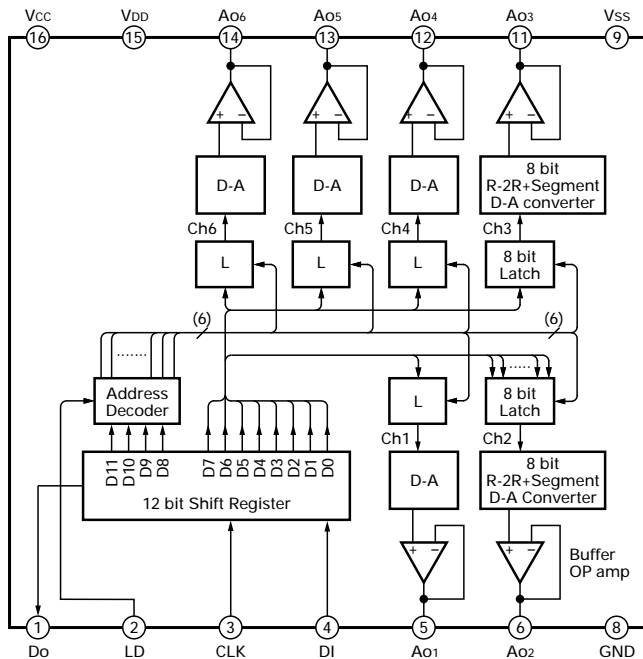 VCC VDD AO6 AO5 AO4 AO3 VSS
16 15 14 13 12 11 9
+ − + − + − + −
D-A D-A D-A 8 bit
R-2R+Segment
D-A converter
Ch6 Ch5 Ch4 Ch3
L L L 8 bit
Latch
(6) (6)
........ .....
Address
Decoder
L 8 bit
Latch
Ch1 Ch2
D11 D10 D9 D8 D7 D6 D5 D4 D3 D2 D1 D0
12 bit Shift Register
D-A 8 bit
R-2R+Segment
D-A Converter
+ − + −
Buffer
OP amp
1 2 3 4 5 6 8
DO LD CLK DI AO1 AO2 GND